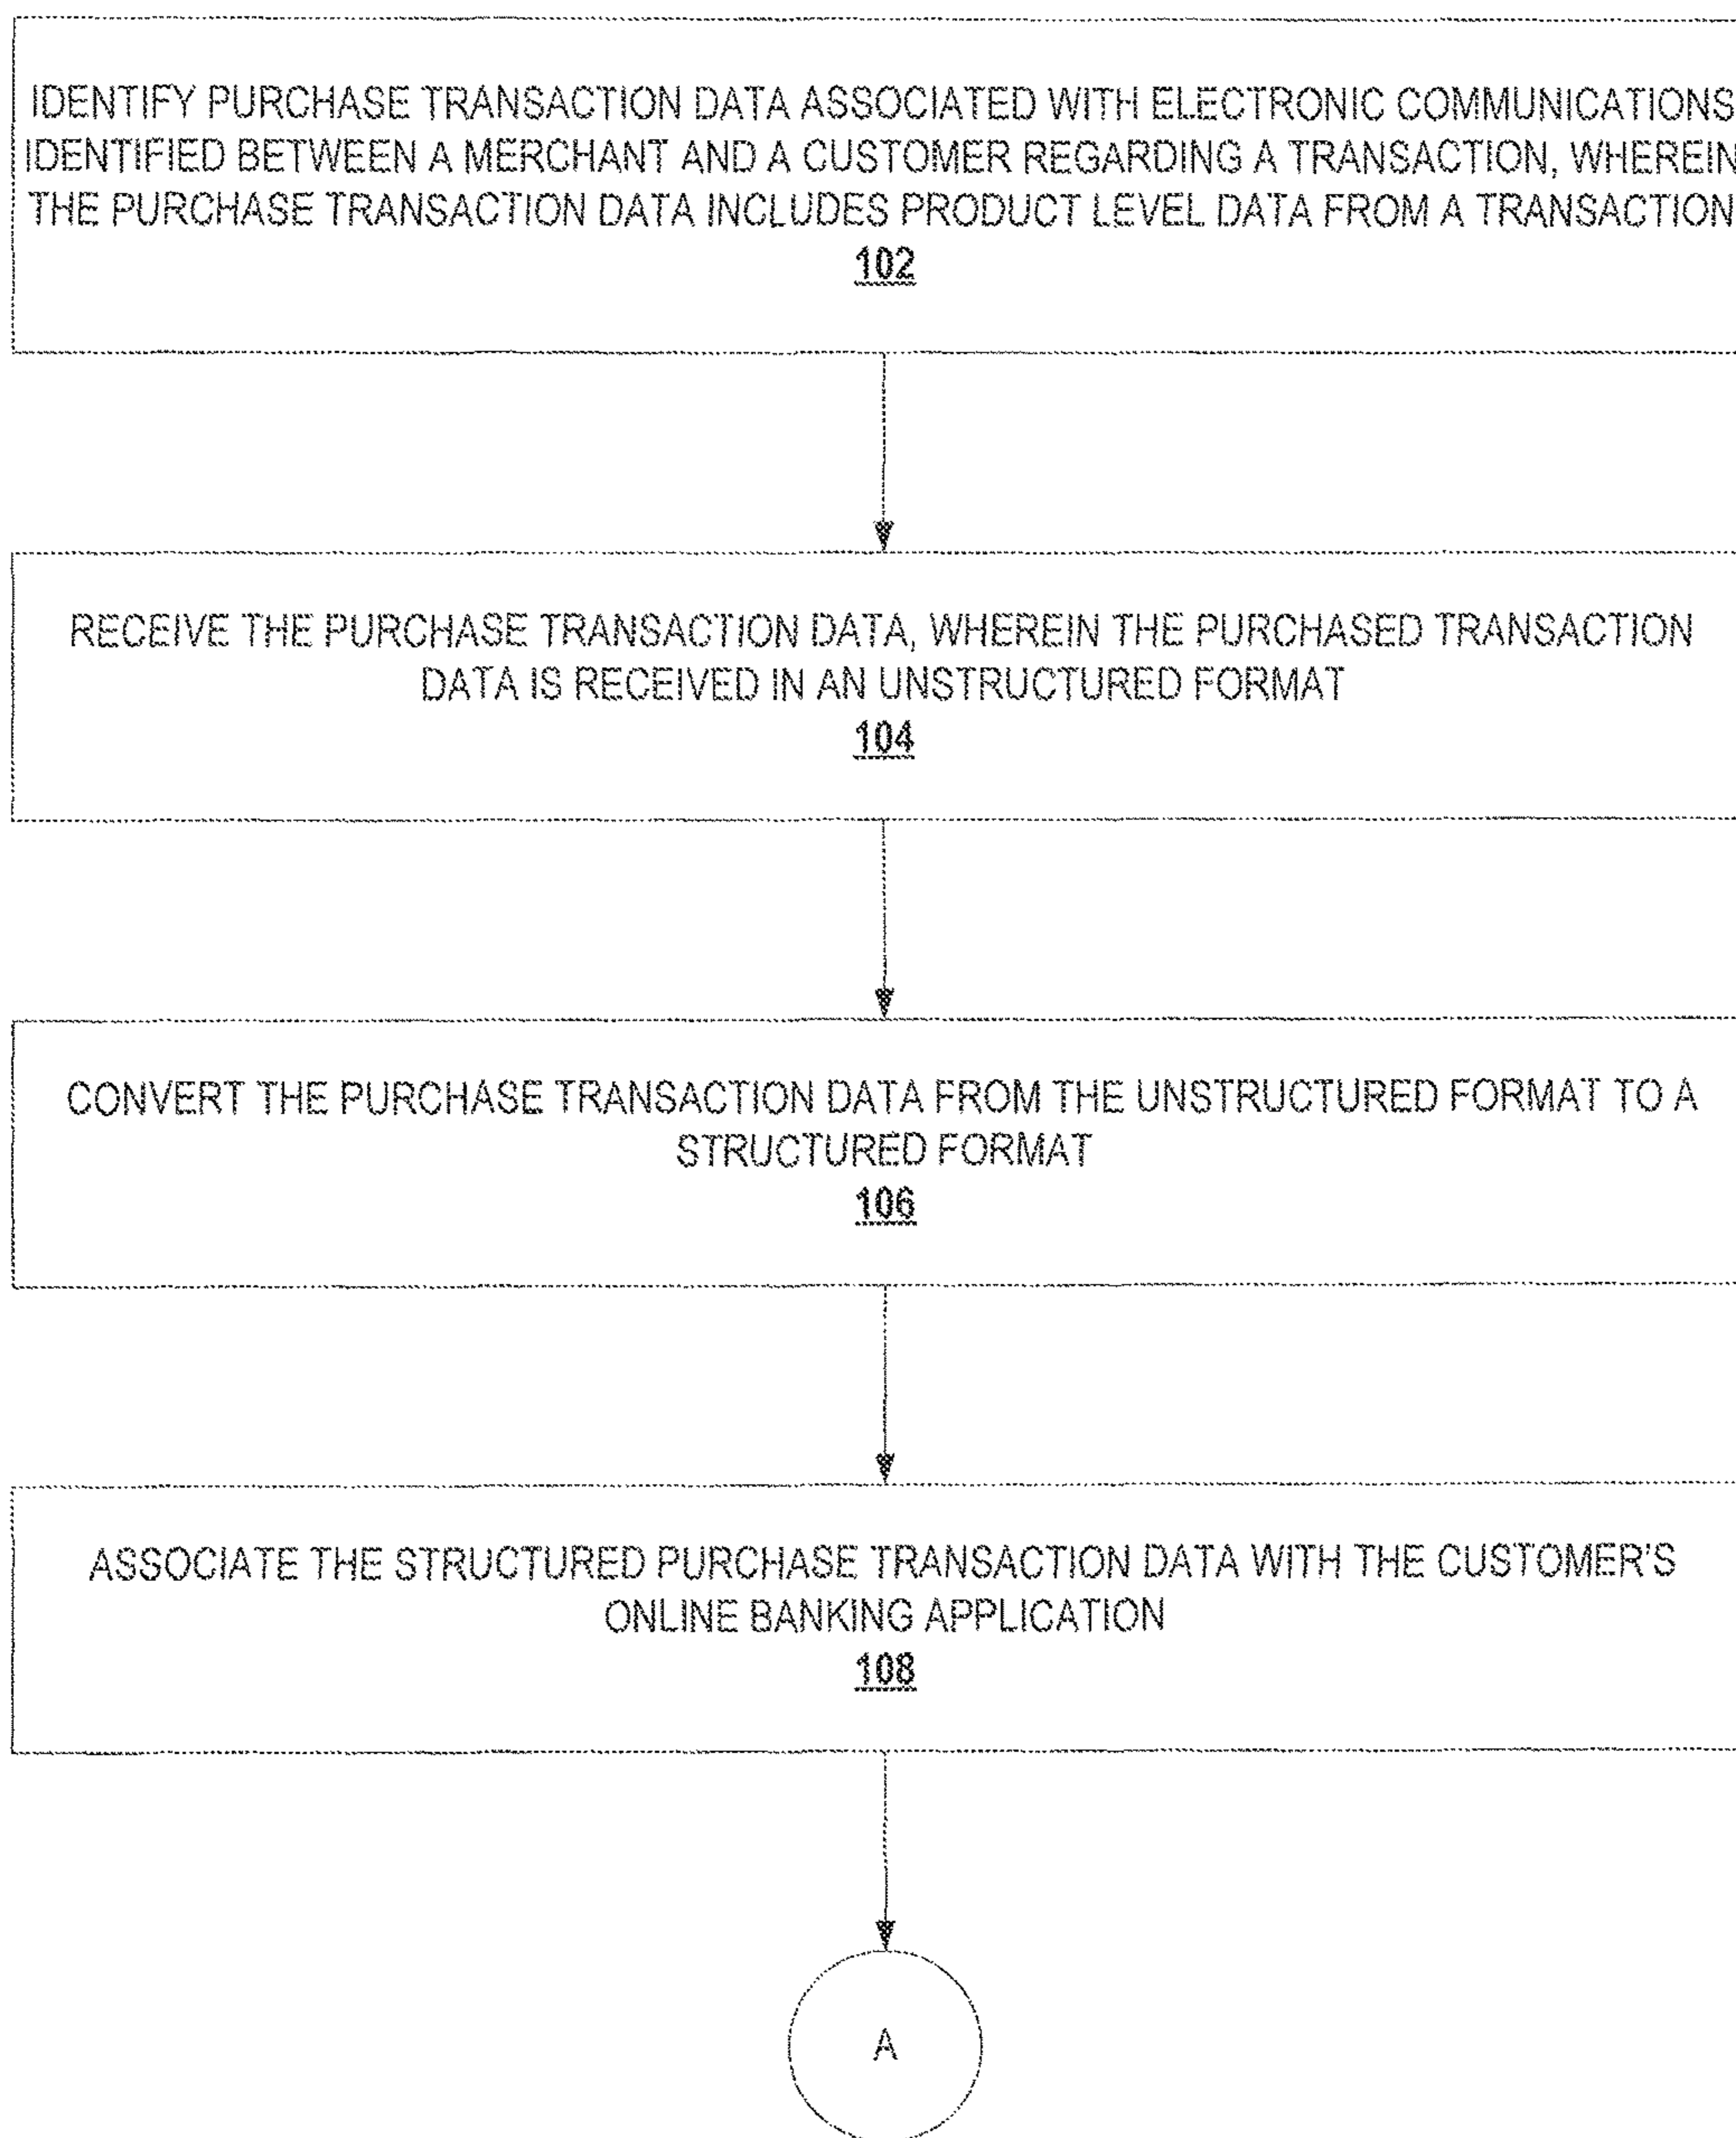 IDENTIFY PURCHASE TRANSACTION DATA ASSOCIATED WITH ELECTRONIC COMMUNICATIONS
IDENTIFIED BETWEEN A MERCHANT AND A CUSTOMER REGARDING A TRANSACTION, WHEREIN
THE PURCHASE TRANSACTION DATA INCLUDES PRODUCT LEVEL DATA FROM A TRANSACTION
102
RECEIVE THE PURCHASE TRANSACTION DATA, WHEREIN THE PURCHASED TRANSACTION
DATA IS RECEIVED IN AN UNSTRUCTURED FORMAT
104
CONVERT THE PURCHASE TRANSACTION DATA FROM THE UNSTRUCTURED FORMAT TO A
STRUCTURED FORMAT
106
ASSOCIATE THE STRUCTURED PURCHASE TRANSACTION DATA WITH THE CUSTOMER'S
ONLINE BANKING APPLICATION
108
A